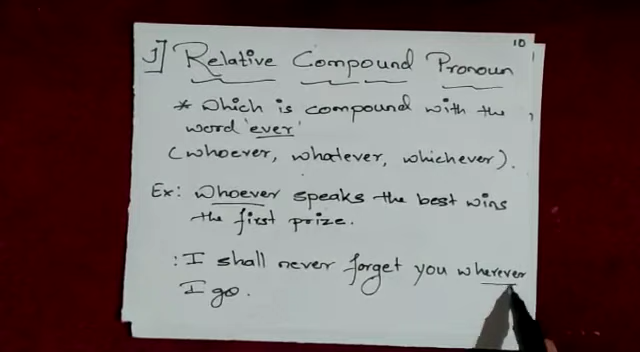 10
J] Relative Compound Pronoun
* Which is compound with the
word 'ever'
(whoever, whatever, whichever).
Ex: Whoever speaks the best wins
the first prize.
: I shall never forget you wherever
I go.